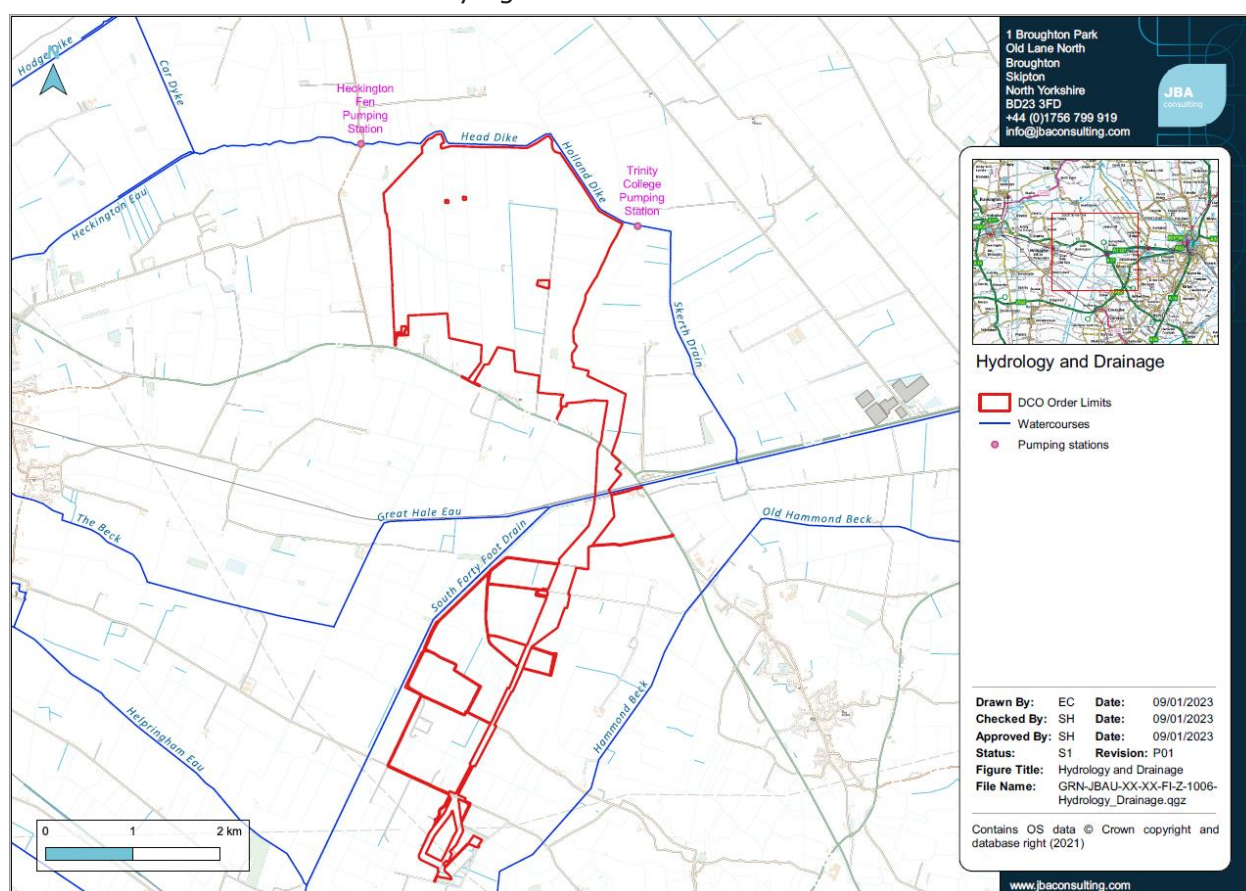 Hodge Dike
Car Dyke
Heckington
Fen
Pumping
Station
Head Dike
Holland Dike
Trinity
College
Pumping
Station
Heckington Eau
Skerth Drain
Great Hale Eau
The Beck
South Forty Foot Drain
Old Hammond Beck
Hammond Beck
Helpringham Eau
0 1 2 km
1 Broughton Park
Old Lane North
Broughton
Skipton
North Yorkshire
BD23 3FD
+44 (0)1756 799 919
info@jbaconsulting.com
JBA
consulting
Hydrology and Drainage
DCO Order Limits
Watercourses
Pumping stations
Drawn By: EC Date: 09/01/2023
Checked By: SH Date: 09/01/2023
Approved By: SH Date: 09/01/2023
Status: S1 Revision: P01
Figure Title: Hydrology and Drainage
File Name: GRN-JBAU-XX-XX-FI-Z-1006-
Hydrology_Drainage.qgz
Contains OS data © Crown copyright and
database right (2021)
www.jbaconsulting.com